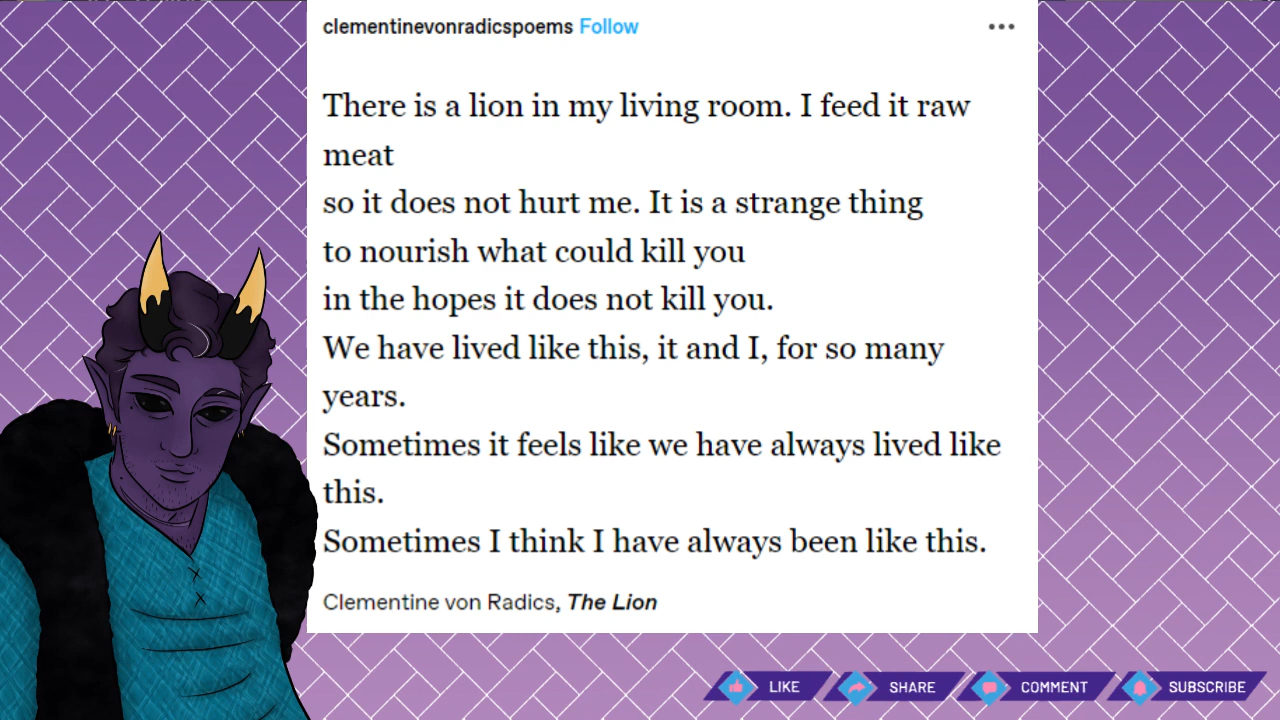 clementinevonradicspoems Follow
There is a lion in my living room. I feed it raw
meat
so it does not hurt me. It is a strange thing
to nourish what could kill you
in the hopes it does not kill you.
We have lived like this, it and I, for so many
years.
Sometimes it feels like we have always lived like
this.
Sometimes I think I have always been like this.
Clementine von Radics, The Lion
LIKE SHARE COMMENT SUBSCRIBE